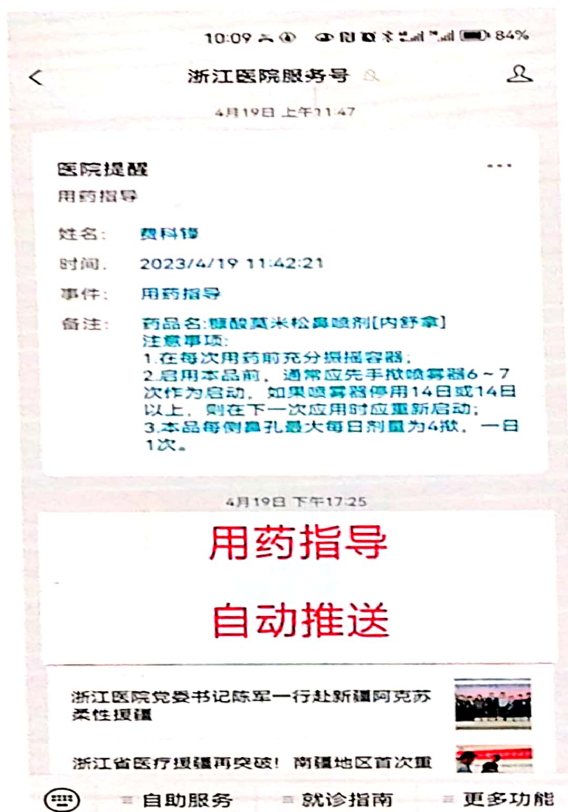 10:09 84%
浙江医院服务号
4月19日 上午11:47
医院提醒
用药指导
姓名: 费科锋
时间: 2023/4/19 11:42:21
事件: 用药指导
备注: 药品名:糠酸莫米松鼻喷剂[内舒拿]
注意事项:
1.在每次用药前充分振摇容器;
2.启用本品前，通常应先手揿喷雾器6～7
次作为启动，如果喷雾器停用14日或14日
以上，则在下一次应用时应重新启动;
3.本品每侧鼻孔最大每日剂量为4揿，一日
1次。
4月19日 下午17:25
用药指导
自动推送
浙江医院党委书记陈军一行赴新疆阿克苏
柔性援疆
浙江省医疗援疆再突破！南疆地区首次重
自助服务 就诊指南 更多功能